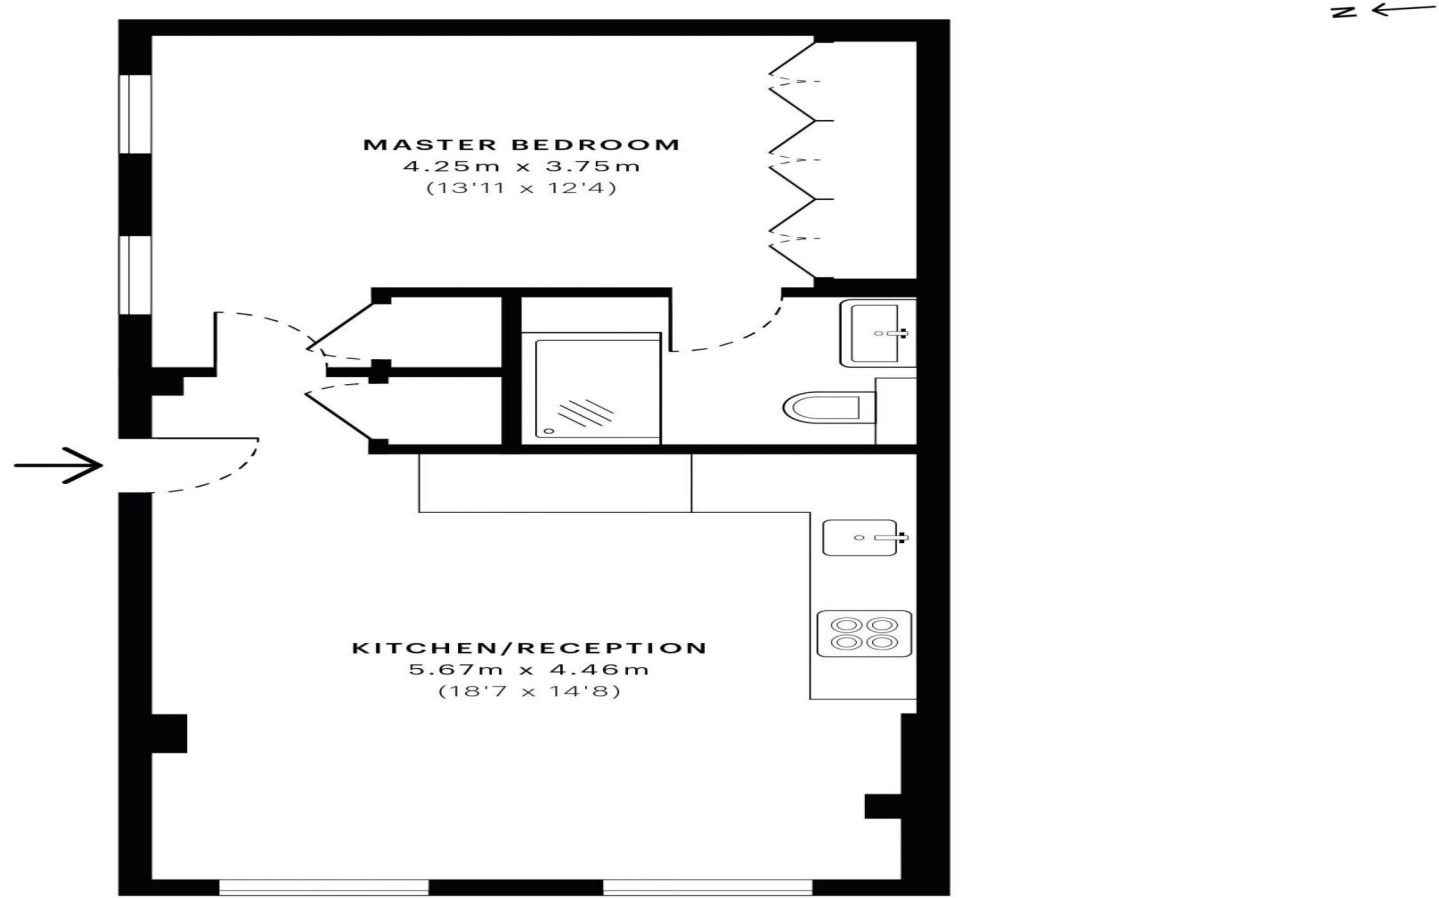 N
MASTER BEDROOM
4.25m x 3.75m
(13'11 x 12'4)
KITCHEN/RECEPTION
5.67m x 4.46m
(18'7 x 14'8)